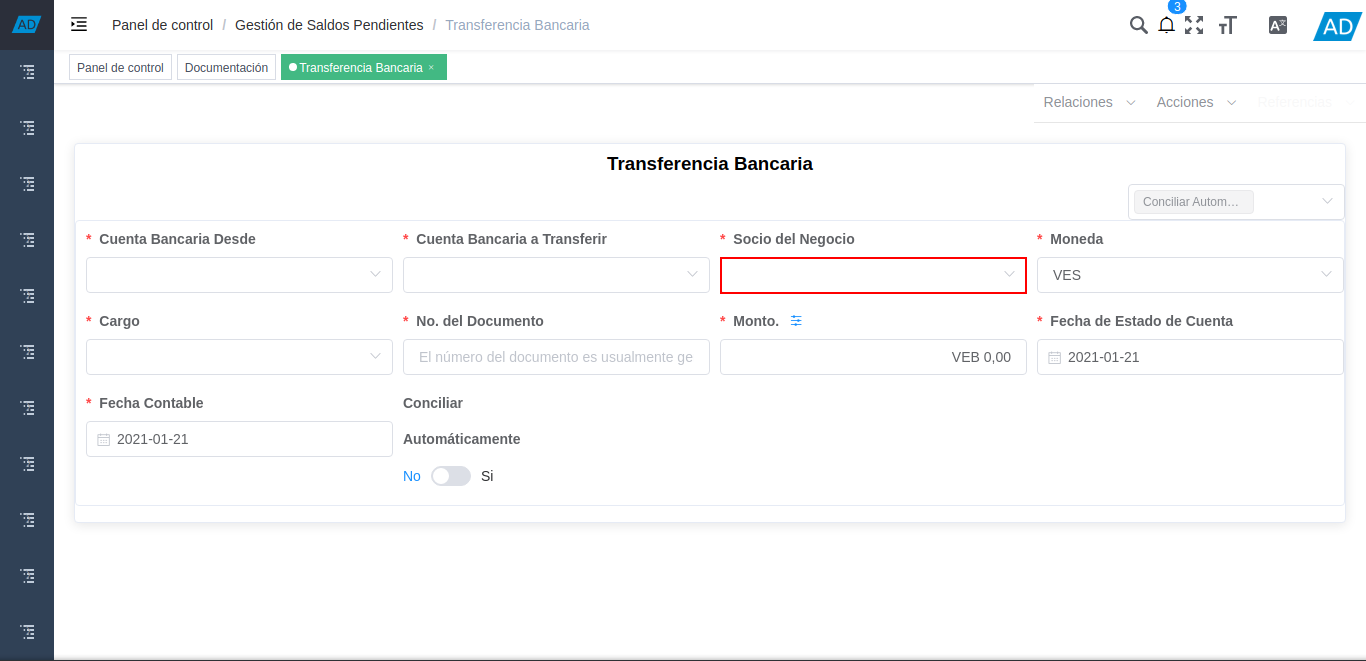 AD
Panel de control / Gestión de Saldos Pendientes / Transferencia Bancaria
3
AD
Panel de control
Documentación
Transferencia Bancaria ×
Relaciones
Acciones
Referencias
Transferencia Bancaria
Conciliar Autom...
* Cuenta Bancaria Desde
* Cuenta Bancaria a Transferir
* Socio del Negocio
* Moneda
VES
* Cargo
* No. del Documento
* Monto.
* Fecha de Estado de Cuenta
El número del documento es usualmente ge
VEB 0,00
2021-01-21
* Fecha Contable
Conciliar
Automáticamente
2021-01-21
No
Si